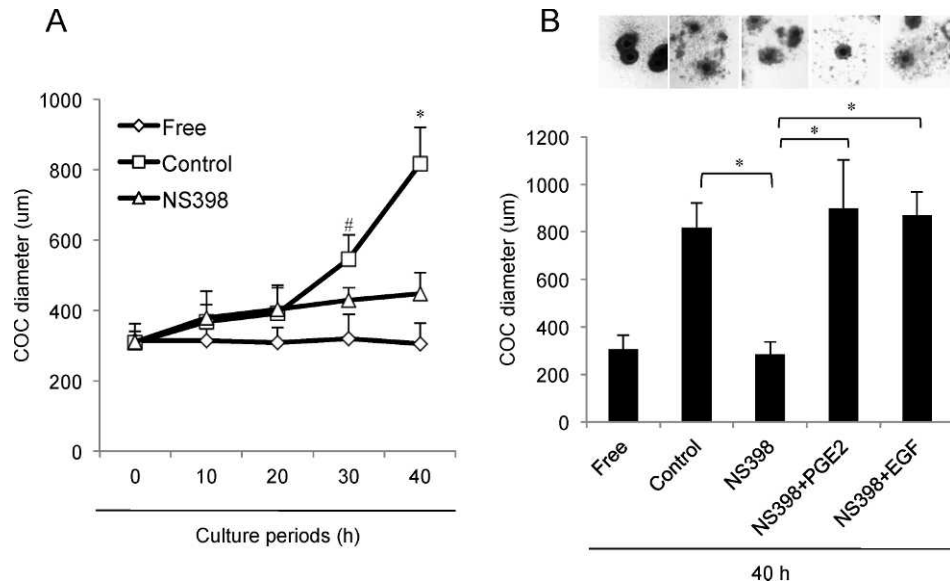 A
COC diameter (um)
1000
800
600
400
200
0
Free
Control
NS398
#
*
0 10 20 30 40
Culture periods (h)
B
COC diameter (um)
1200
1000
800
600
400
200
0
*
*
*
Free
Control
NS398
NS398+PGE2
NS398+EGF
40 h